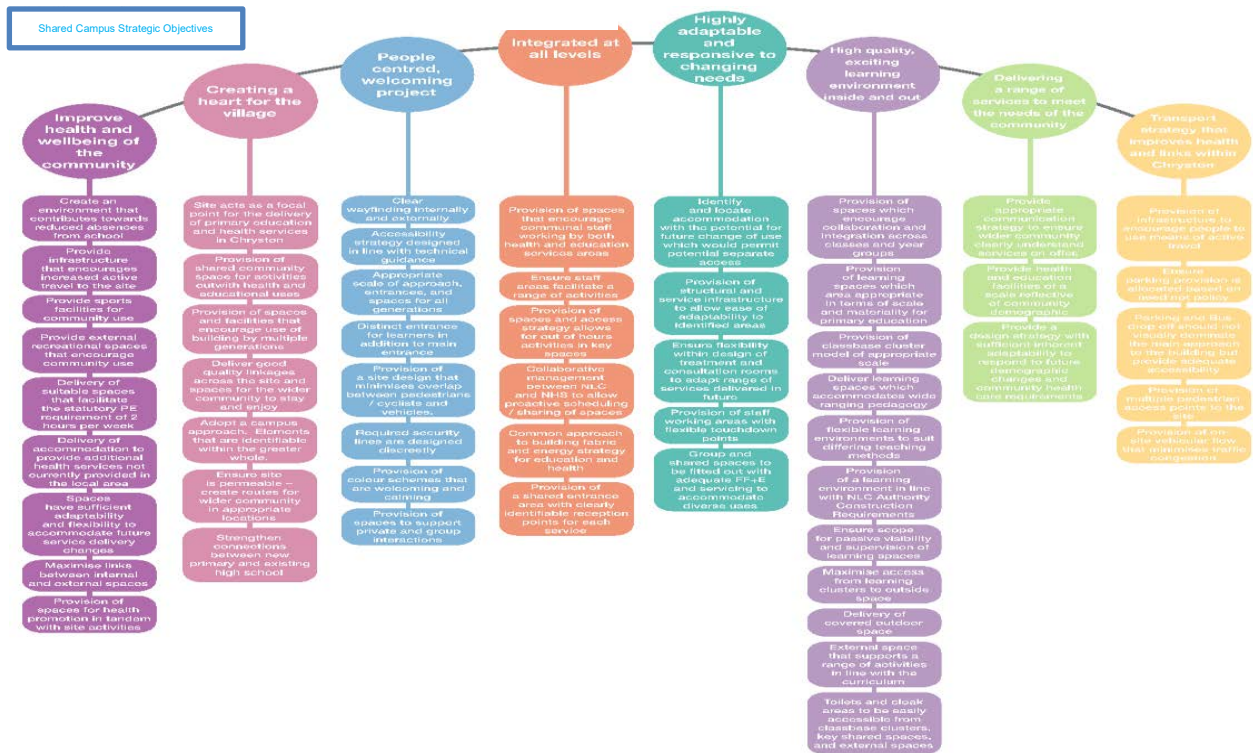 Shared Campus Strategic Objectives
Improve
health and
wellbeing of
the
community
Create an
environment that
contributes towards
reduced absences
from school
Provide
infrastructure
that encourages
increased active
travel to the site
Provide sports
facilities for
community use
Provide external
recreational spaces
that encourage
community use
Delivery of
suitable spaces
that facilitate
the statutory PE
requirement of 2
hours per week
Delivery of
accommodation to
provide additional
health services not
currently provided in
the local area
Spaces
have sufficient
adaptability
and flexibility to
accommodate future
service delivery
changes
Maximise links
between internal
and external spaces
Provision of
spaces for health
promotion in tandem
with site activities
Creating a
heart for the
village
Site acts as a focal
point for the delivery
of primary education
and health services
in Chryston
Provision of
shared community
space for activities
outwith health and
educational uses
Provision of spaces
and facilities that
encourage use of
building by multiple
generations
Deliver good
quality linkages
across the site and
spaces for the wider
community to stay
and enjoy
Adopt a campus
approach. Elements
that are identifiable
within the greater
whole.
Ensure site
is permeable –
create routes for
wider community
in appropriate
locations
Strengthen
connections
between new
primary and existing
high school
People
centred,
welcoming
project
Clear
wayfinding internally
and externally
Accessibility
strategy designed
in line with technical
guidance
Appropriate
scale of approach,
entrances, and
spaces for all
generations
Distinct entrance
for learners in
addition to main
entrance
Provision of
a site design that
minimises overlap
between pedestrians
/ cyclists and
vehicles.
Required security
lines are designed
discreetly
Provision of
colour schemes that
are welcoming and
calming
Provision of
spaces to support
private and group
interactions
Integrated at
all levels
Provision of spaces
that encourage
communal staff
working by both
health and education
services areas
Ensure staff
areas facilitate
a range of activities
Provision of
spaces and access
strategy allows
for out of hours
activities in key
spaces
Collaborative
management
between NLC
and NHS to allow
proactive scheduling
/ sharing of spaces
Common approach
to building fabric
and energy strategy
for education and
health
Provision of
a shared entrance
area with clearly
identifiable reception
points for each
service
Highly
adaptable
and
responsive to
changing
needs
Identify
and locate
accommodation
with the potential for
future change of use
which would permit
potential separate
access
Provision of
structural and
service infrastructure
to allow ease of
adaptability to
identified areas
Ensure flexibility
within design of
treatment and
consultation rooms
to adapt range of
services delivered in
future
Provision of staff
working areas with
flexible touchdown
points
Group and
shared spaces to
be fitted out with
adequate FF+E
and servicing to
accommodate
diverse uses
High quality,
exciting
learning
environment
inside and out
Provision of
spaces which
encourage
collaboration and
integration across
classes and year
groups
Provision
of learning
spaces which
area appropriate
in terms of scale
and materiality for
primary education
Provision of
classbase cluster
model of appropriate
scale
Deliver learning
spaces which
accommodates wide
ranging pedagogy
Provision of
flexible learning
environments to suit
differing teaching
methods
Provision
of a learning
environment in line
with NLC Authority
Construction
Requirements
Ensure scope
for passive visibility
and supervision of
learning spaces
Maximise access
from learning
clusters to outside
space
Delivery of
covered outdoor
space
External space
that supports a
range of activities
in line with the
curriculum
Toilets and cloak
areas to be easily
accessible from
classbase clusters,
key shared spaces,
and external spaces
Delivering
a range of
services to meet
the needs of the
community
Provide
appropriate
communication
strategy to ensure
wider community
clearly understand
services on offer.
Provide health
and education
facilities of a
scale reflective
of community
demographic
Provide a
design strategy with
sufficient inherent
adaptability to
respond to future
demographic
changes and
community health
care requirements
Transport
strategy that
improves health
and links within
Chryston
Provision of
infrastructure to
encourage people to
use means of active
travel
Ensure
parking provision is
allocated based on
need not policy
Parking and Bus
drop off should not
visually dominate
the main approach
to the building but
provide adequate
accessibility
Provision of
multiple pedestrian
access points to the
site
Provision of on-
site vehicular flow
that minimises traffic
congestion